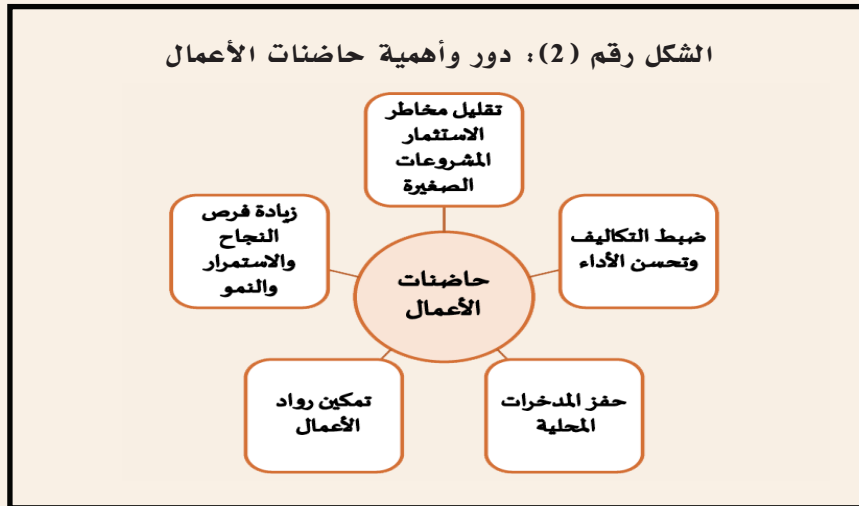 الشكل رقم (2): دور وأهمية حاضنات الأعمال
تقليل مخاطر
الاستثمار
المشروعات
الصغيرة
ضبط التكاليف
وتحسن الأداء
حفز المدخرات
المحلية
تمكين رواد
الأعمال
زيادة فرص
النجاح
والاستمرار
والنمو
حاضنات
الأعمال